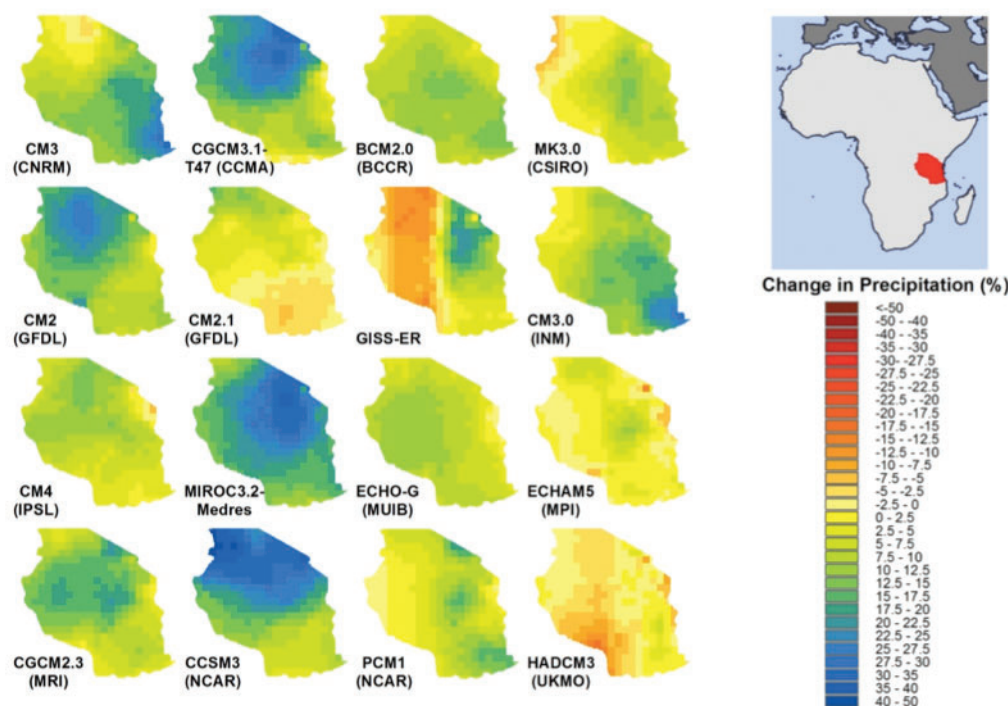 CM3
(CNRM)
CGCM3.1-
T47 (CCMA)
BCM2.0
(BCCR)
MK3.0
(CSIRO)
CM2
(GFDL)
CM2.1
(GFDL)
GISS-ER
CM3.0
(INM)
CM4
(IPSL)
MIROC3.2-
Medres
ECHO-G
(MUIB)
ECHAM5
(MPI)
CGCM2.3
(MRI)
CCSM3
(NCAR)
PCM1
(NCAR)
HADCM3
(UKMO)
Change in Precipitation (%)
<-50
-50 - -40
-40 - -35
-35 - -30
-30- -27.5
-27.5 - -25
-25 - -22.5
-22.5 - -20
-20 - -17.5
-17.5 - -15
-15 - -12.5
-12.5 - -10
-10 - -7.5
-7.5 - -5
-5 - -2.5
-2.5 - 0
0 - 2.5
2.5 - 5
5 - 7.5
7.5 - 10
10 - 12.5
12.5 - 15
15 - 17.5
17.5 - 20
20 - 22.5
22.5 - 25
25 - 27.5
27.5 - 30
30 - 35
35 - 40
40 - 50